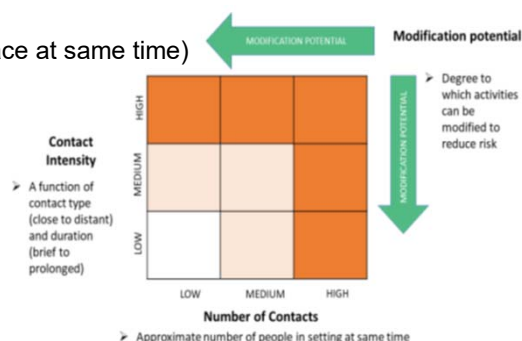 ace at same time)
MODIFICATION POTENTIAL
Modification potential
➢ Degree to
which activities
can be
modified to
reduce risk
MODIFICATION POTENTIAL
Contact
Intensity
➢ A function of
contact type
(close to distant)
and duration
(brief to
prolonged)
HIGH
MEDIUM
LOW
LOW MEDIUM HIGH
Number of Contacts
➢ Approximate number of people in setting at same time